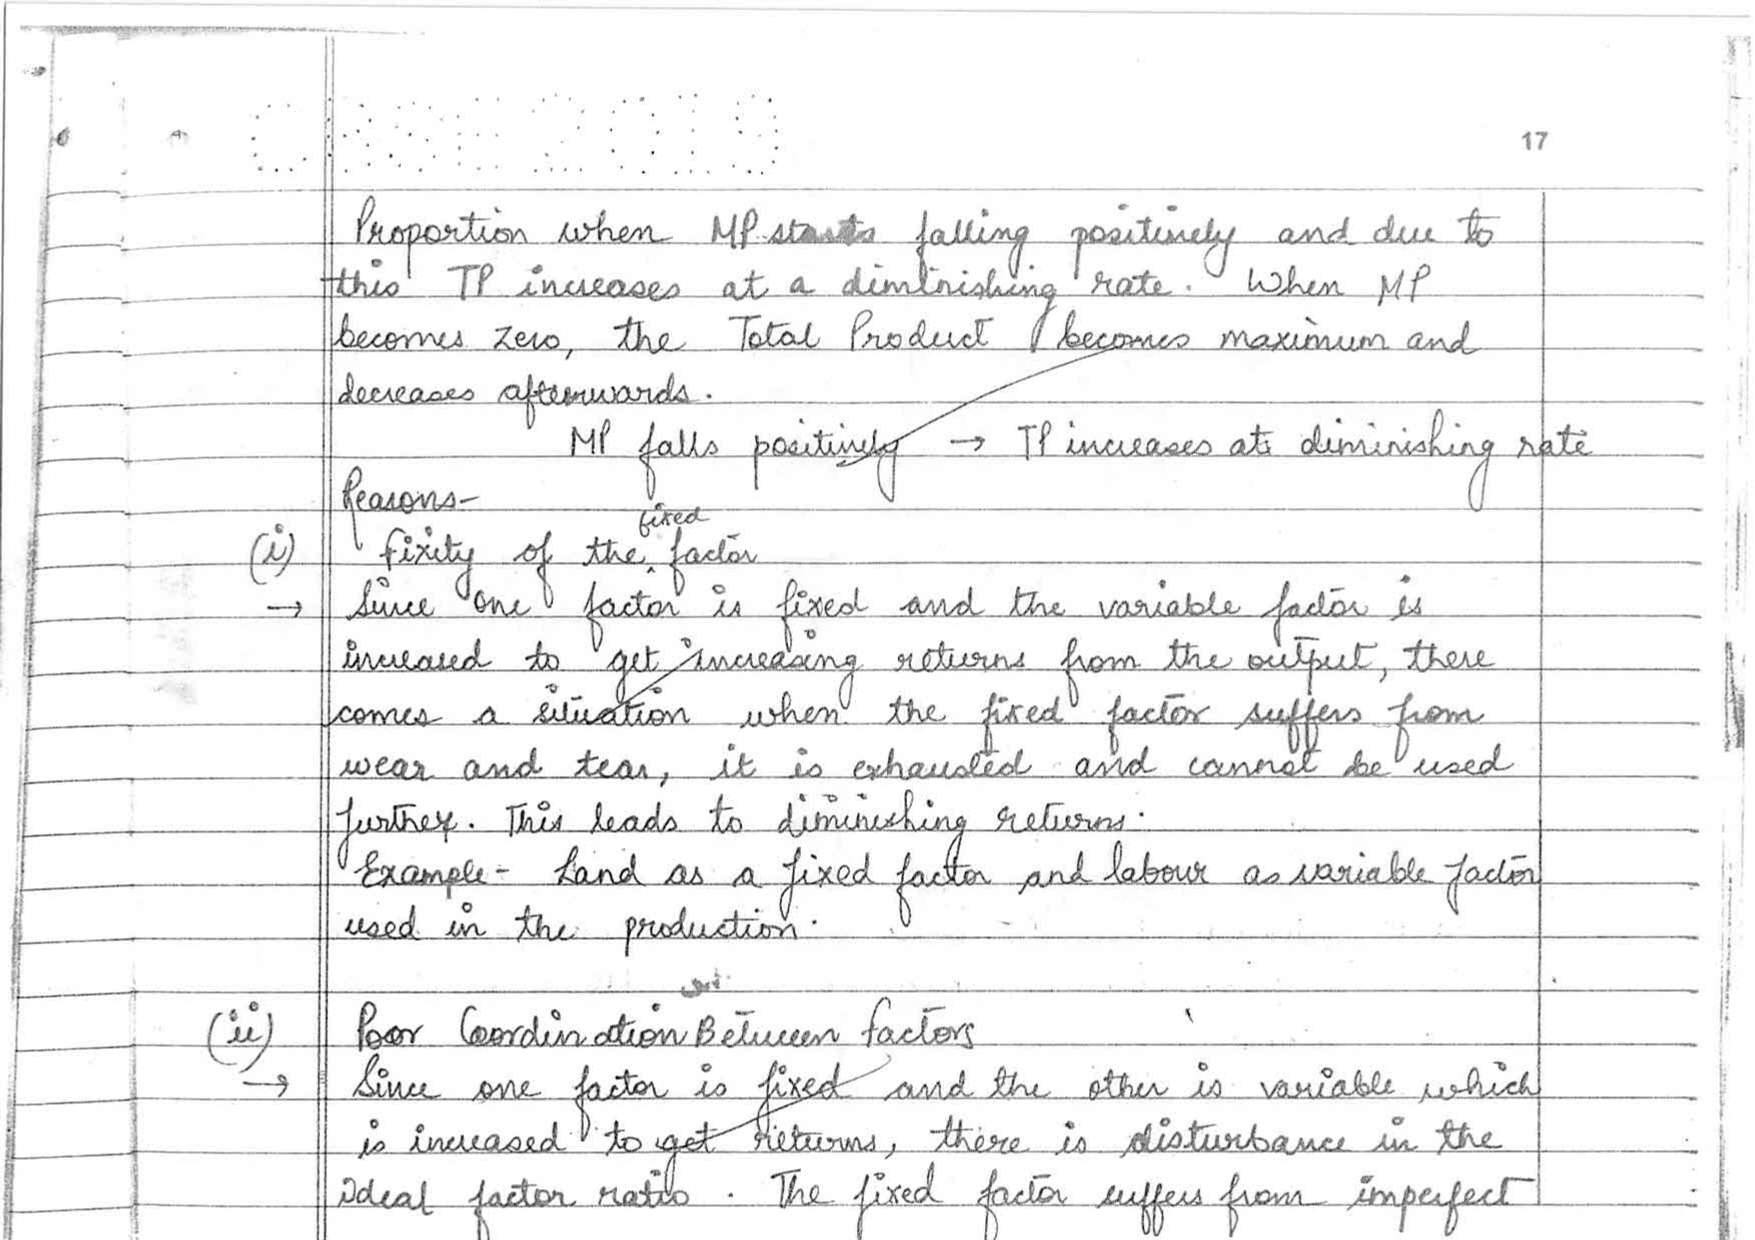 CBSE2019
17
Proportion when MP starts falling positively and due to
this TP increases at a diminishing rate. When MP
becomes zero, the Total Product becomes maximum and
decreases afterwards.
MP falls positively → TP increases at diminishing rate
Reasons-
fixed
(i) Fixity of the ‸ factor
→ Since one factor is fixed and the variable factor is
increased to get increasing returns from the output, there
comes a situation when the fixed factor suffers from
wear and tear, it is exhausted and cannot be used
further. This leads to diminishing returns.
Example- Land as a fixed factor and labour as variable factor
used in the production.
(ii) Poor Coordination Between factors
→ Since one factor is fixed and the other is variable which
is increased to get returns, there is disturbance in the
Ideal factor ratio. The fixed factor suffers from imperfect